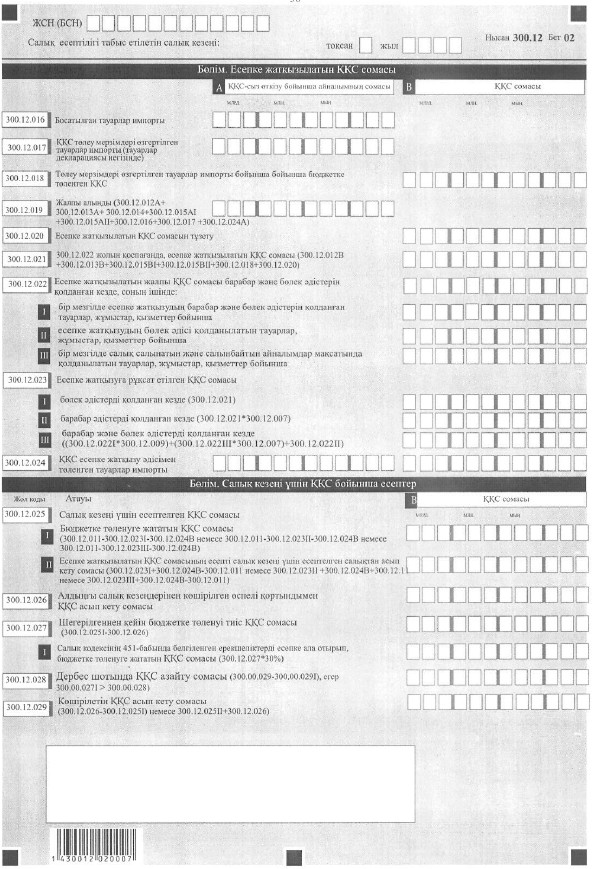 ЖСН (БСН)
Салық есептілігі табыс етілетін салық кезеңі: тоқсан жыл Нысан 300.12 Бет 02
Бөлім. Есепке жатқызылатын ҚҚС сомасы
A ҚҚС-сыз өткізу бойынша айналымның сомасы B ҚҚС сомасы
млрд. млн. мың млрд. млн. мың
300.12.016 Босатылған тауарлар импорты
300.12.017 ҚҚС төлеу мерзімдері өзгертілген
тауарлар импорты (тауарлар
декларациясы негізінде)
300.12.018 Төлеу мерзімдері өзгертілген тауарлар импорты бойынша бойынша бюджетке
төленген ҚҚС
300.12.019 Жалпы алынды (300.12.012А+
300.12.013А+ 300.12.014+300.12.015АI
+300.12.015АII+300.12.016+300.12.017 +300.12.024А)
300.12.020 Есепке жатқызылатын ҚҚС сомасын түзету
300.12.021 300.12.022 жолын қоспағанда, есепке жатқызылатын ҚҚС сомасы (300.12.012В
+300.12.013В+300.12.015ВI+300.12.015ВII+300.12.018+300.12.020)
300.12.022 Есепке жатқызылатын жалпы ҚҚС сомасы барабар және бөлек әдістерін
қолданған кезде, соның ішінде:
I бір мезгілде есепке жатқызудың барабар және бөлек әдістерін қолданған
тауарлар, жұмыстар, қызметтер бойынша
II есепке жатқызудың бөлек әдісі қолданылатын тауарлар,
жұмыстар, қызметтер бойынша
III бір мезгілде салық салынатын және салынбайтын айналымдар мақсатында
қолданылатын тауарлар, жұмыстар, қызметтер бойынша
300.12.023 Есепке жатқызуға рұқсат етілген ҚҚС сомасы
I бөлек әдістерді қолданған кезде (300.12.021)
II барабар әдістерді қолданған кезде (300.12.021*300.12.007)
III барабар және бөлек әдістерді қолданған кезде
((300.12.022I*300.12.009)+(300.12.022III*300.12.007)+300.12.022II)
300.12.024 ҚҚС есепке жатқызу әдісімен
төленген тауарлар импорты
Бөлім. Салық кезеңі үшін ҚҚС бойынша есептер
Жол коды Атауы B ҚҚС сомасы
300.12.025 Салық кезеңі үшін есептелген ҚҚС сомасы млрд. млн. мың
I Бюджетке төленуге жататын ҚҚС сомасы
(300.12.011-300.12.023I-300.12.024В немесе 300.12.011-300.12.023II-300.12.024В немесе
300.12.011-300.12.023III-300.12.024В)
II Есепке жатқызылатын ҚҚС сомасының есепті салық кезеңі үшін есептелген салықтан асып
кету сомасы (300.12.023I+300.12.024В-300.12.011 немесе 300.12.023II +300.12.024В+300.12.11
немесе 300.12.023III+300.12.024В-300.12.011)
300.12.026 Алдыңғы салық кезеңдерінен көшірілген өспелі қорытындымен
ҚҚС асып кету сомасы
300.12.027 Шегерілгеннен кейін бюджетке төленуі тиіс ҚҚС сомасы
(300.12.025I-300.12.026)
I Салық кодексінің 451-бабында белгіленген ерекшеліктерді есепке ала отырып,
бюджетке төленуге жататын ҚҚС сомасы (300.12.027*30%)
300.12.028 Дербес шотында ҚҚС азайту сомасы (300.00.029-300.00.029I), егер
300.00.027I > 300.00.028)
300.12.029 Көшірілетін ҚҚС асып кету сомасы
(300.12.026-300.12.025I) немесе 300.12.025II+300.12.026)
1 430012 020007